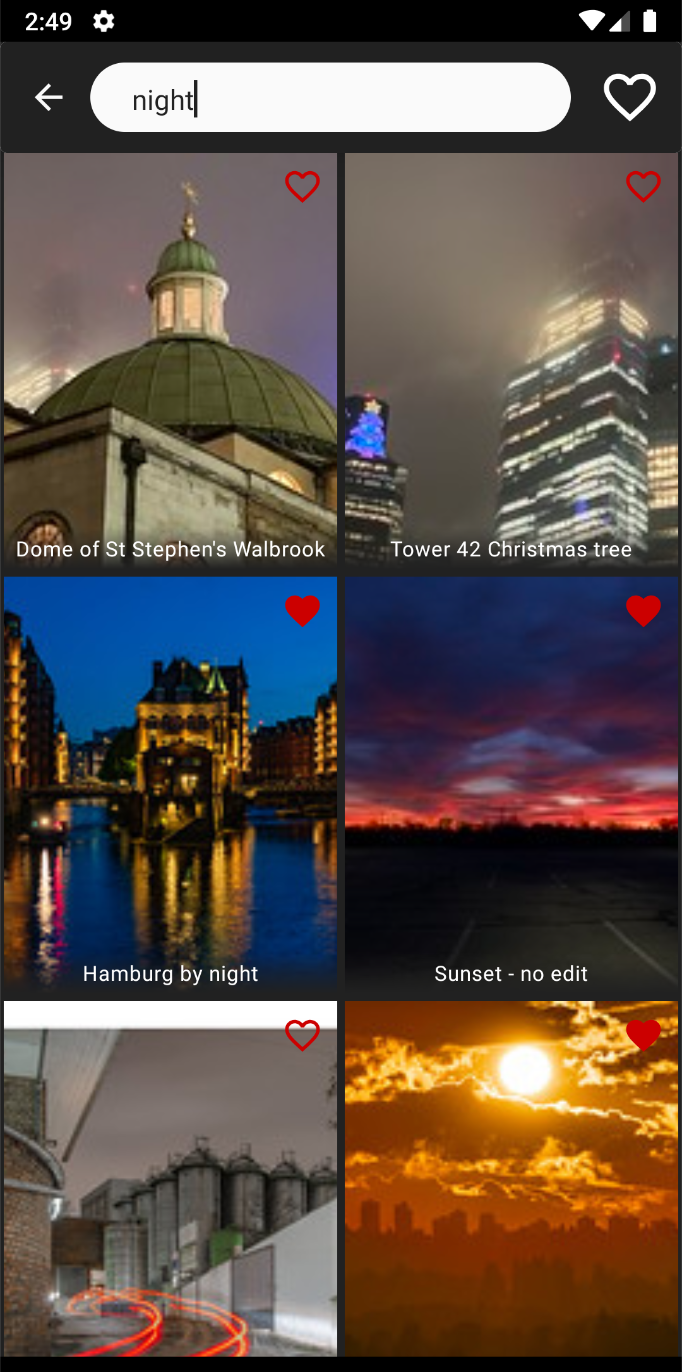 2:49
night
Dome of St Stephen's Walbrook
Tower 42 Christmas tree
Hamburg by night
Sunset - no edit